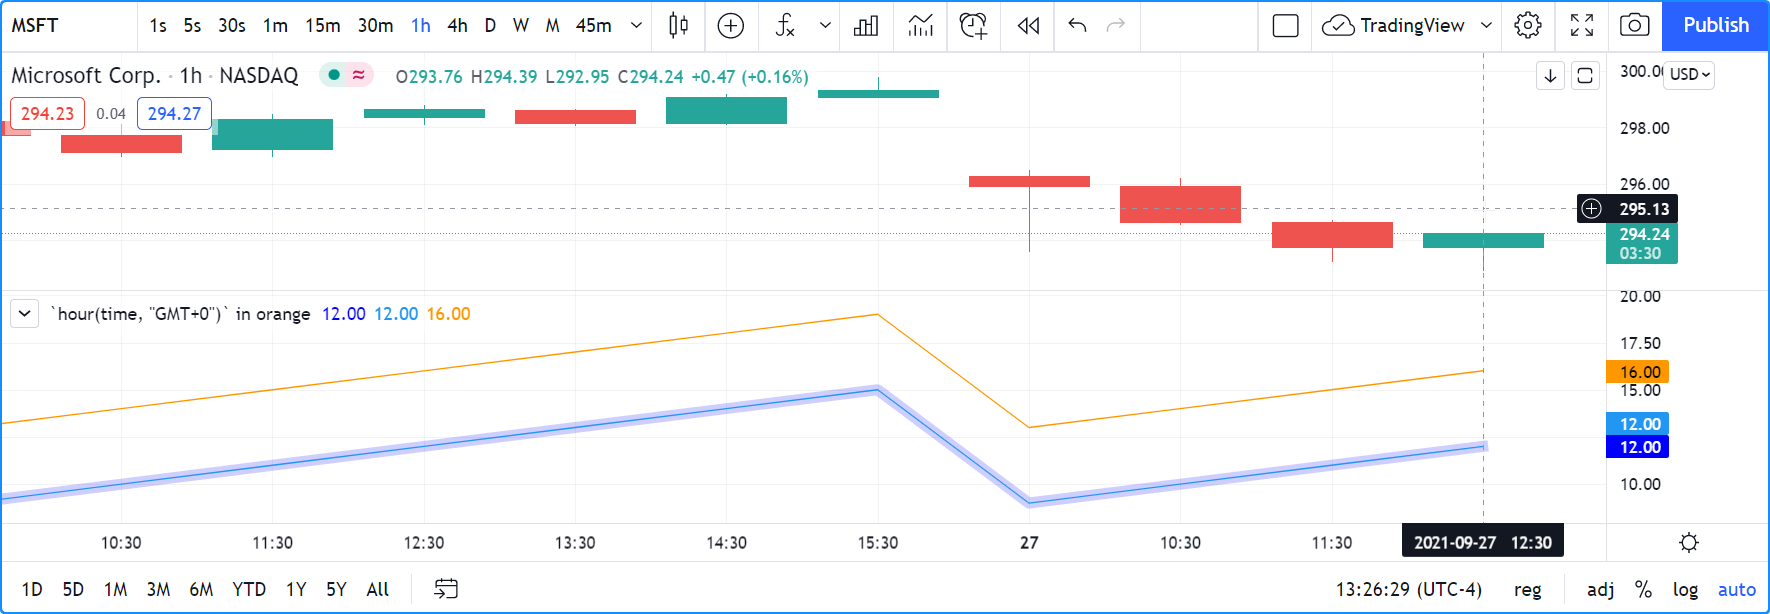 MSFT 1s 5s 30s 1m 15m 30m 1h 4h D W M 45m fx TradingView Publish
Microsoft Corp. · 1h · NASDAQ ≈ O293.76 H294.39 L292.95 C294.24 +0.47 (+0.16%) 300.00 USD
294.23 0.04 294.27
298.00
296.00
295.13
294.24
03:30
20.00
`hour(time, "GMT+0")` in orange 12.00 12.00 16.00
17.50
16.00
15.00
12.00
12.00
10.00
10:30 11:30 12:30 13:30 14:30 15:30 27 10:30 11:30 2021-09-27 12:30
1D 5D 1M 3M 6M YTD 1Y 5Y All 13:26:29 (UTC-4) reg adj % log auto